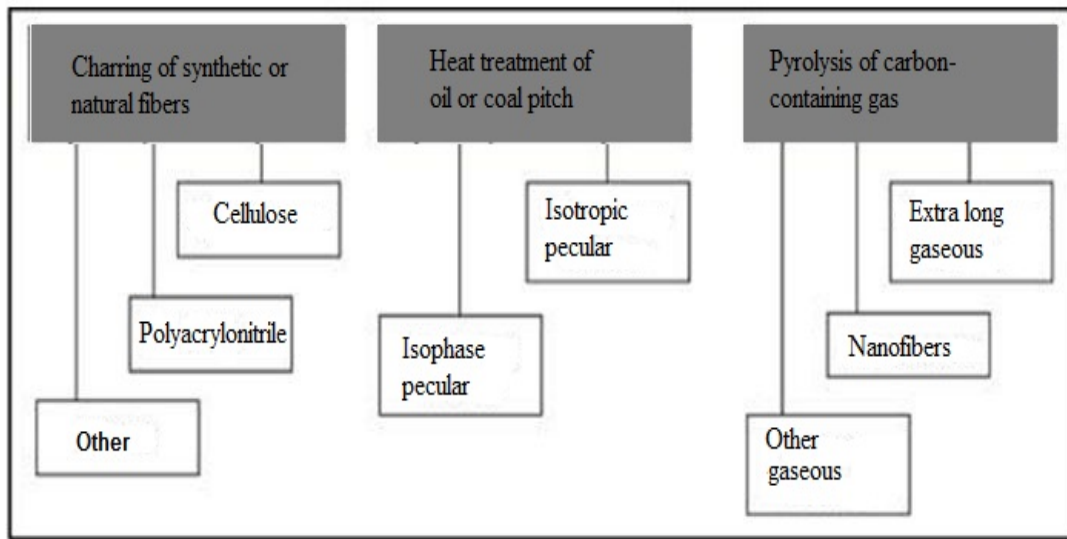 Charring of synthetic or
natural fibers
Cellulose
Polyacrylonitrile
Other
Heat treatment of
oil or coal pitch
Isotropic
pecular
Isophase
pecular
Pyrolysis of carbon-
containing gas
Extra long
gaseous
Nanofibers
Other
gaseous